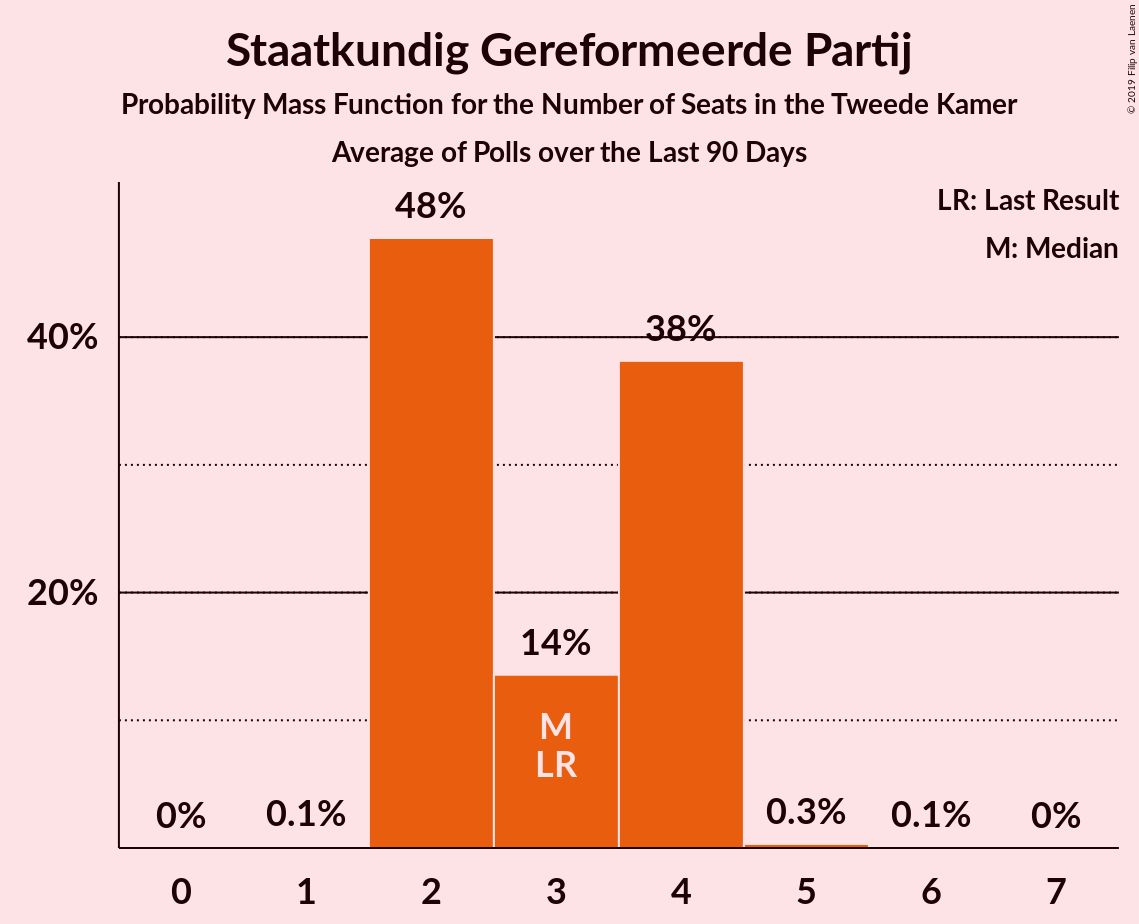 Staatkundig Gereformeerde Partij
Probability Mass Function for the Number of Seats in the Tweede Kamer
Average of Polls over the Last 90 Days
© 2019 Filip van Laenen
LR: Last Result
M: Median
48%
38%
40%
20%
14%
M
LR
0%
0.1%
0.3%
0.1%
0%
0
1
2
3
4
5
6
7